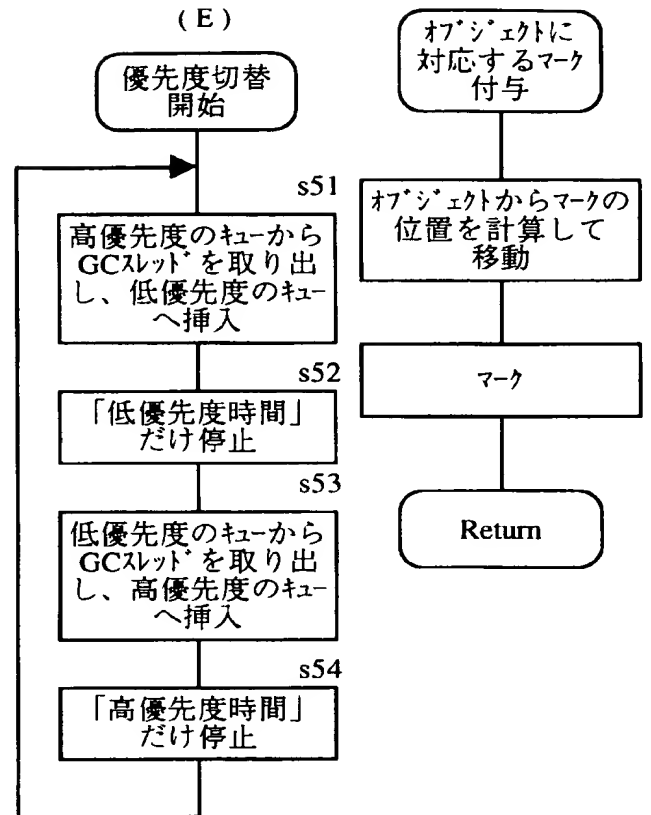 (E)
優先度切替
開始
s51
高優先度のｷｭｰから
GCｽﾚｯﾄﾞを取り出
し、低優先度のｷｭｰ
へ挿入
s52
「低優先度時間」
だけ停止
s53
低優先度のｷｭｰから
GCｽﾚｯﾄﾞを取り出
し、高優先度のｷｭｰ
へ挿入
s54
「高優先度時間」
だけ停止
ｵﾌﾞｼﾞｪｸﾄに
対応するﾏｰｸ
付与
ｵﾌﾞｼﾞｪｸﾄからﾏｰｸの
位置を計算して
移動
ﾏｰｸ
Return